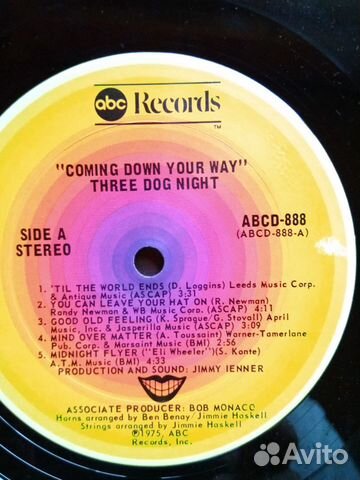 abc Records
TM
"COMING DOWN YOUR WAY"
THREE DOG NIGHT
SIDE A
STEREO
ABCD-888
(ABCD-888-A)
1. 'TIL THE WORLD ENDS (D. Loggins) Leeds Music Corp.
& Antique Music (ASCAP) 3:31
2. YOU CAN LEAVE YOUR HAT ON (R. Newman)
Randy Newman & WB Music Corp. (ASCAP) 4:11
3. GOOD OLD FEELING (K. Sprague/G. Stovall) April
Music, Inc. & Jasperilla Music (ASCAP) 3:09
4. MIND OVER MATTER (A. Toussaint) Warner-Tamerlane
Pub. Corp. & Marsaint Music (BMI) 2:56
5. MIDNIGHT FLYER ("Eli Wheeler") (S. Konte)
A.T.M. Music (BMI) 4:33
PRODUCTION AND SOUND: JIMMY IENNER
ASSOCIATE PRODUCER: BOB MONACO
Horns arranged by Ben Benay/Jimmie Haskell
Strings arranged by Jimmie Haskell
℗1975, ABC
Records, Inc.
Avito